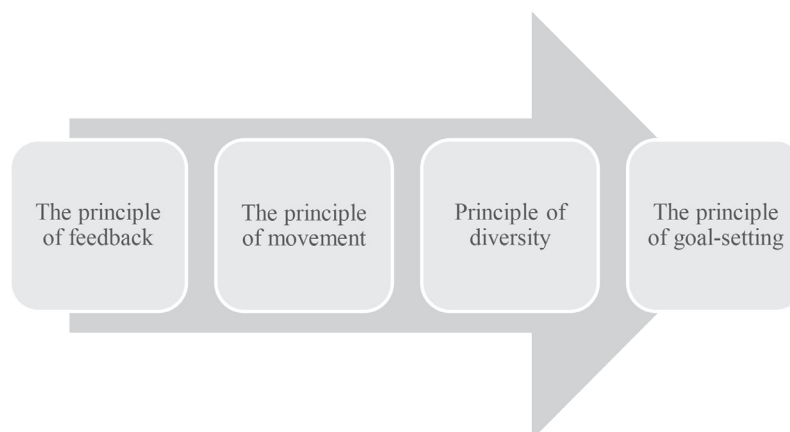 The principle
of feedback
The principle
of movement
Principle of
diversity
The principle
of goal-setting